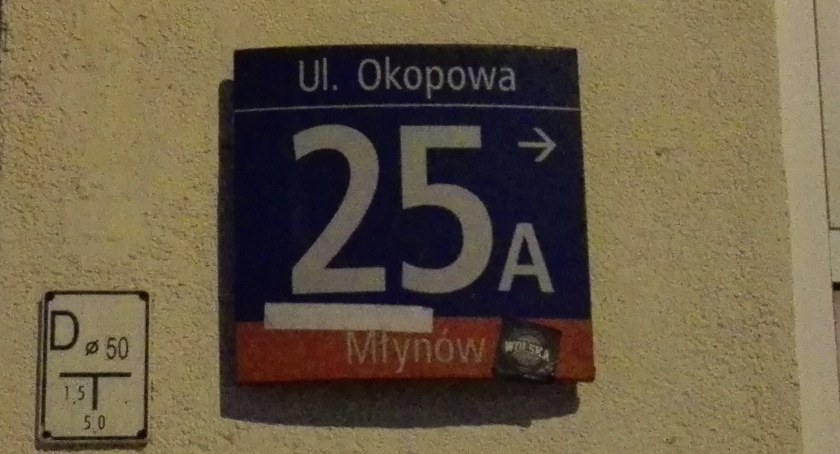 Ul. Okopowa
25A →
Młynów
WOLSKA
D ø 50
1,5
5,0